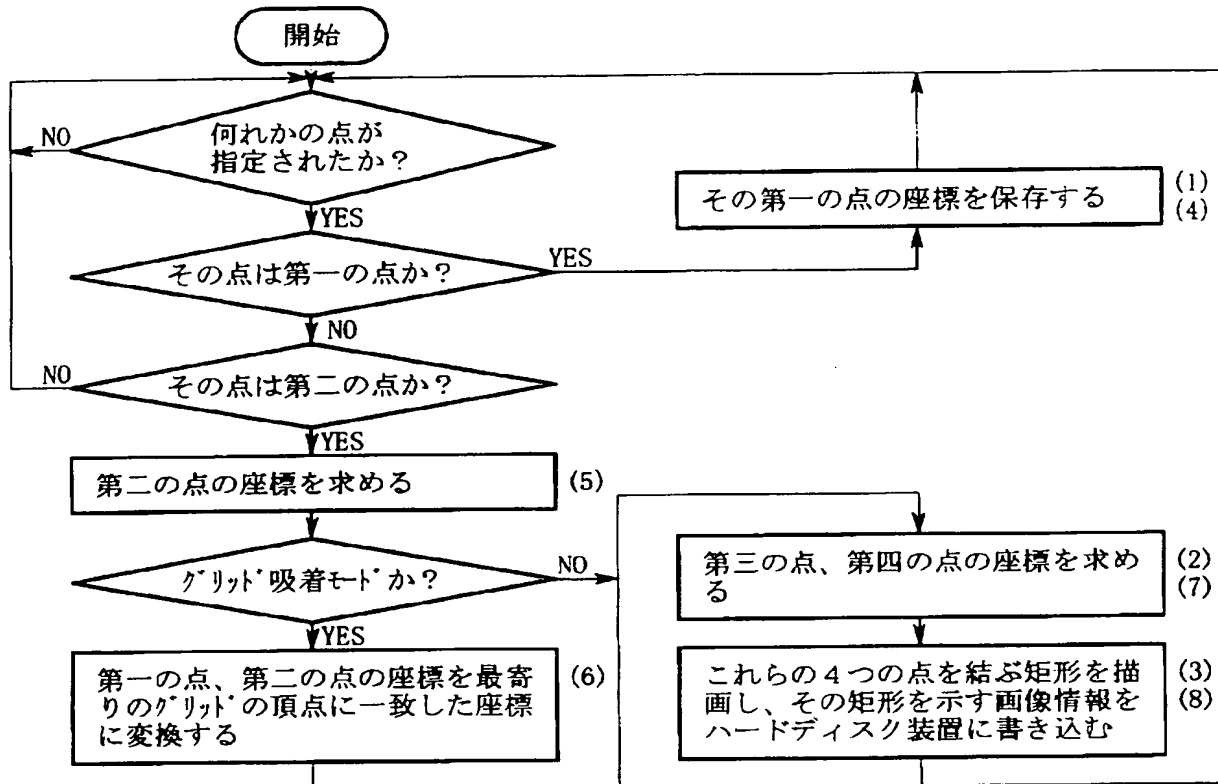 開始
何れかの点が
指定されたか?
NO
YES
その第一の点の座標を保存する
(1)
(4)
その点は第一の点か?
YES
NO
その点は第二の点か?
NO
YES
第二の点の座標を求める
(5)
グリッド吸着モードか?
NO
YES
第三の点、第四の点の座標を求め
る
(2)
(7)
第一の点、第二の点の座標を最寄
りのグリッドの頂点に一致した座標
に変換する
(6)
これらの4つの点を結ぶ矩形を描
画し、その矩形を示す画像情報を
ハードディスク装置に書き込む
(3)
(8)